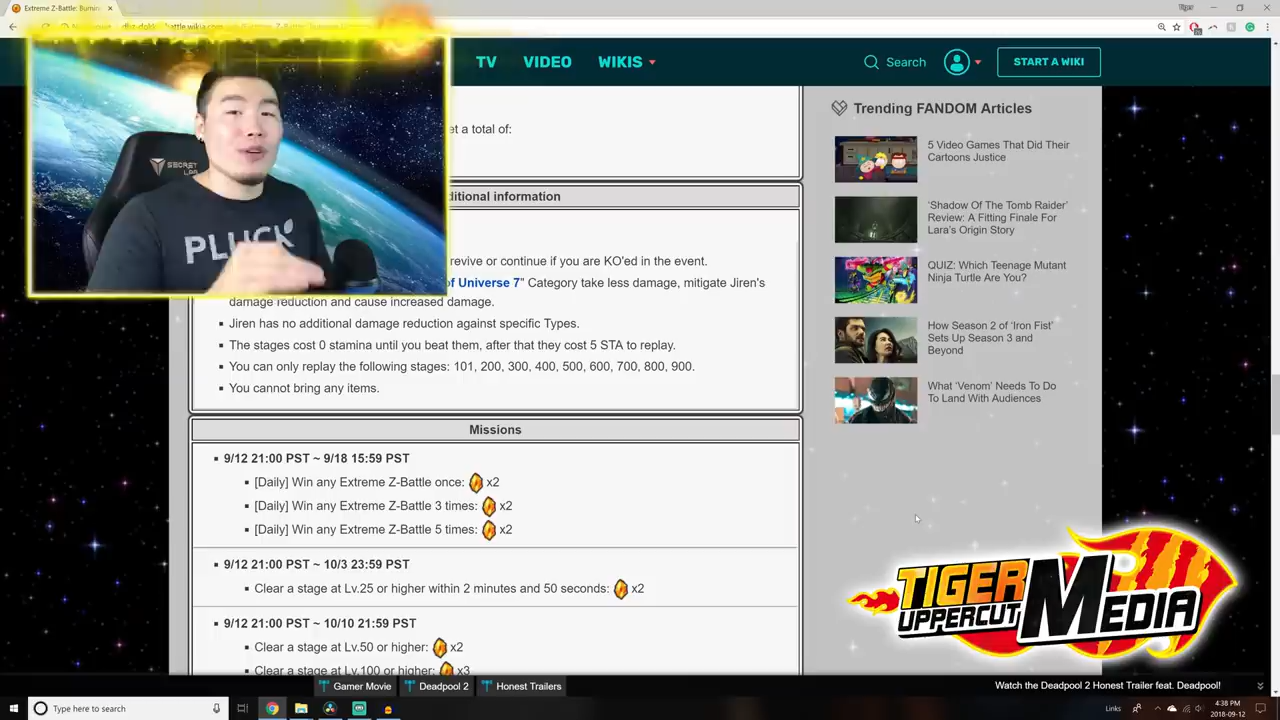 Extreme Z-Battle: Burnin
Tiger
TV
VIDEO
WIKIS
Search
START A WIKI
et a total of:
ditional information
revive or continue if you are KO'ed in the event.
of Universe 7" Category take less damage, mitigate Jiren's
damage reduction and cause increased damage.
Jiren has no additional damage reduction against specific Types.
The stages cost 0 stamina until you beat them, after that they cost 5 STA to replay.
You can only replay the following stages: 101, 200, 300, 400, 500, 600, 700, 800, 900.
You cannot bring any items.
Missions
9/12 21:00 PST ~ 9/18 15:59 PST
[Daily] Win any Extreme Z-Battle once: x2
[Daily] Win any Extreme Z-Battle 3 times: x2
[Daily] Win any Extreme Z-Battle 5 times: x2
9/12 21:00 PST ~ 10/3 23:59 PST
Clear a stage at Lv.25 or higher within 2 minutes and 50 seconds: x2
9/12 21:00 PST ~ 10/10 21:59 PST
Clear a stage at Lv.50 or higher: x2
Clear a stage at Lv.100 or higher: x3
Trending FANDOM Articles
5 Video Games That Did Their
Cartoons Justice
'Shadow Of The Tomb Raider'
Review: A Fitting Finale For
Lara's Origin Story
QUIZ: Which Teenage Mutant
Ninja Turtle Are You?
How Season 2 of 'Iron Fist'
Sets Up Season 3 and
Beyond
What 'Venom' Needs To Do
To Land With Audiences
SECRET
LAB
PLUCK
TIGER
UPPERCUT
MEDIA
Gamer Movie
Deadpool 2
Honest Trailers
Watch the Deadpool 2 Honest Trailer feat. Deadpool!
Type here to search
Links
4:38 PM
2018-09-12